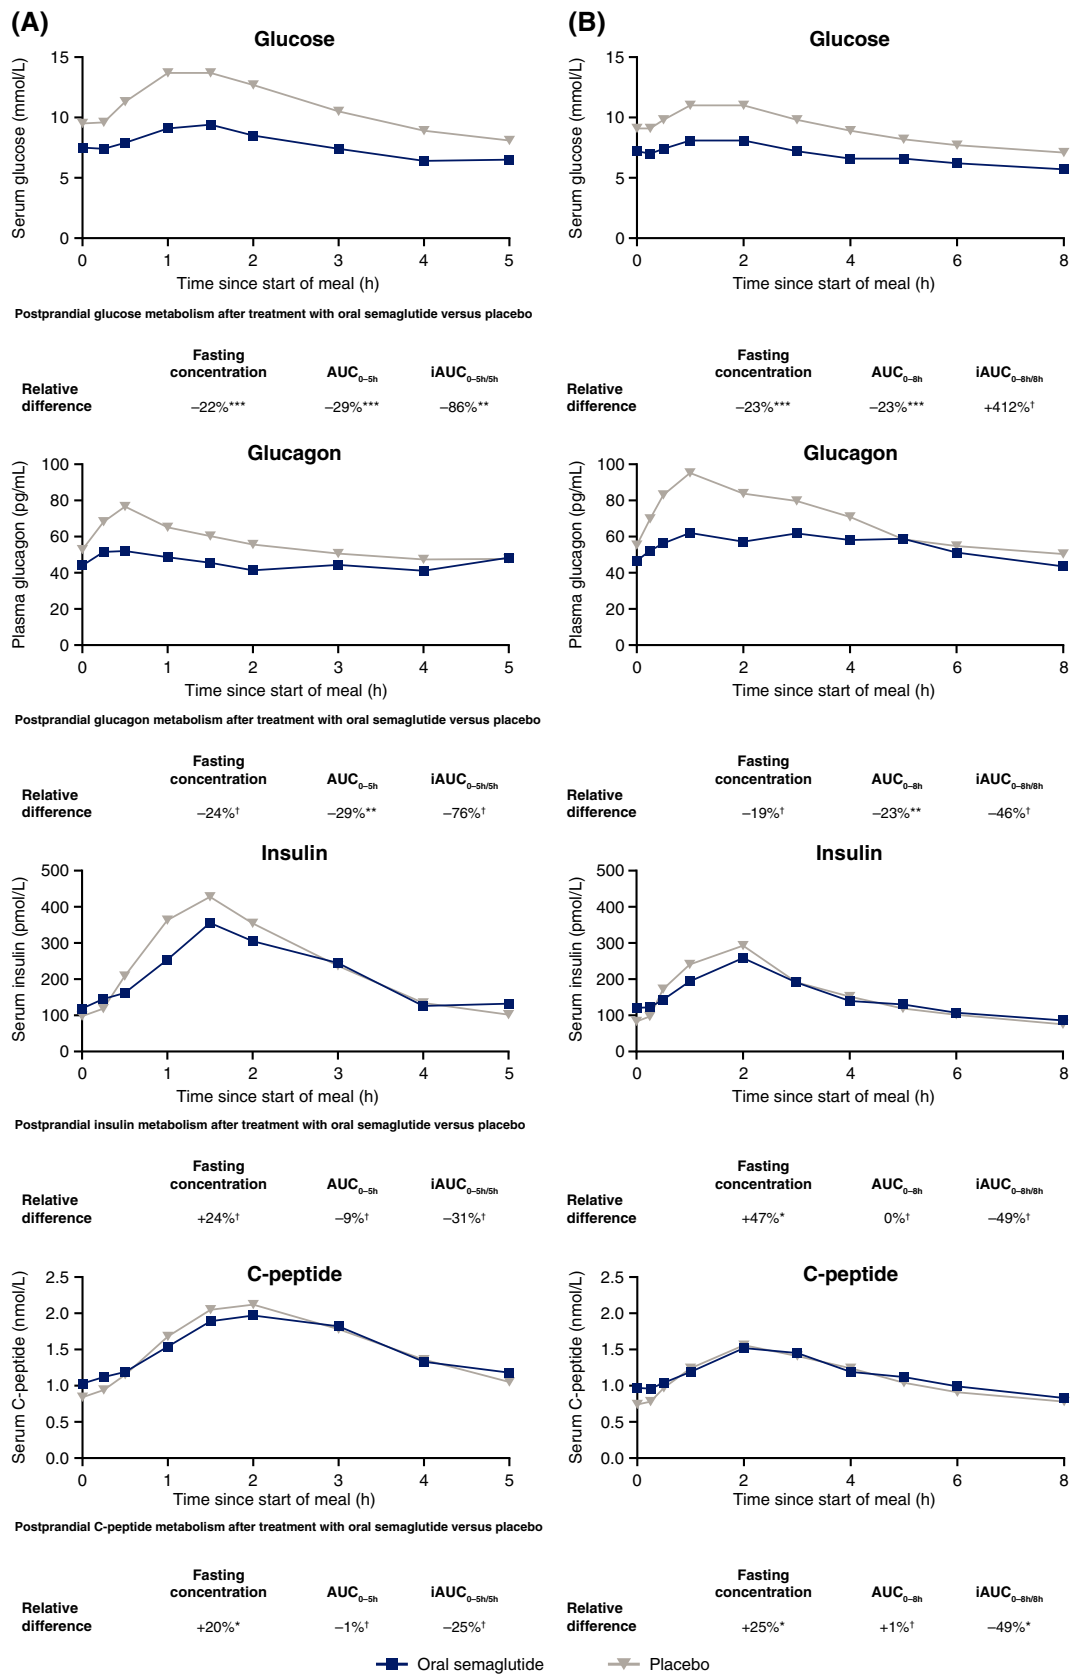 (A)
(B)
Glucose
Serum glucose (mmol/L)
15
10
5
0
0 1 2 3 4 5
Time since start of meal (h)
Glucose
Serum glucose (mmol/L)
15
10
5
0
0 2 4 6 8
Time since start of meal (h)
Postprandial glucose metabolism after treatment with oral semaglutide versus placebo
Fasting
concentration AUC0–5h iAUC0–5h/5h
Relative
difference –22%*** –29%*** –86%**
Fasting
concentration AUC0–8h iAUC0–8h/8h
Relative
difference –23%*** –23%*** +412%†
Glucagon
Plasma glucagon (pg/mL)
100
80
60
40
20
0
0 1 2 3 4 5
Time since start of meal (h)
Glucagon
Plasma glucagon (pg/mL)
100
80
60
40
20
0
0 2 4 6 8
Time since start of meal (h)
Postprandial glucagon metabolism after treatment with oral semaglutide versus placebo
Fasting
concentration AUC0–5h iAUC0–5h/5h
Relative
difference –24%† –29%** –76%†
Fasting
concentration AUC0–8h iAUC0–8h/8h
Relative
difference –19%† –23%** –46%†
Insulin
Serum insulin (pmol/L)
500
400
300
200
100
0
0 1 2 3 4 5
Time since start of meal (h)
Insulin
Serum insulin (pmol/L)
500
400
300
200
100
0
0 2 4 6 8
Time since start of meal (h)
Postprandial insulin metabolism after treatment with oral semaglutide versus placebo
Fasting
concentration AUC0–5h iAUC0–5h/5h
Relative
difference +24%† –9%† –31%†
Fasting
concentration AUC0–8h iAUC0–8h/8h
Relative
difference +47%* 0%† –49%†
C-peptide
Serum C-peptide (nmol/L)
2.5
2.0
1.5
1.0
0.5
0.0
0 1 2 3 4 5
Time since start of meal (h)
C-peptide
Serum C-peptide (nmol/L)
2.5
2.0
1.5
1.0
0.5
0.0
0 2 4 6 8
Time since start of meal (h)
Postprandial C-peptide metabolism after treatment with oral semaglutide versus placebo
Fasting
concentration AUC0–5h iAUC0–5h/5h
Relative
difference +20%* –1%† –25%†
Fasting
concentration AUC0–8h iAUC0–8h/8h
Relative
difference +25%* +1%† –49%*
Oral semaglutide Placebo